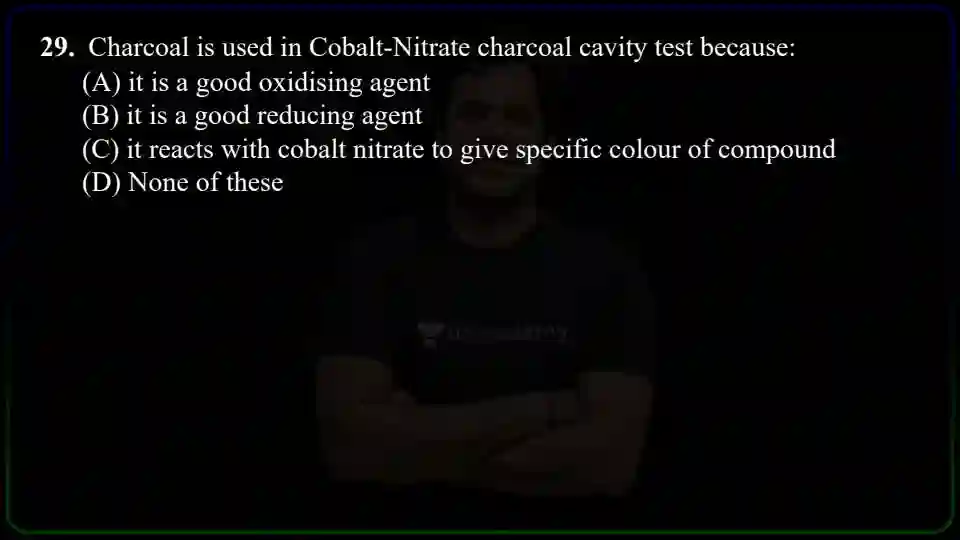 29. Charcoal is used in Cobalt-Nitrate charcoal cavity test because:
(A) it is a good oxidising agent
(B) it is a good reducing agent
(C) it reacts with cobalt nitrate to give specific colour of compound
(D) None of these